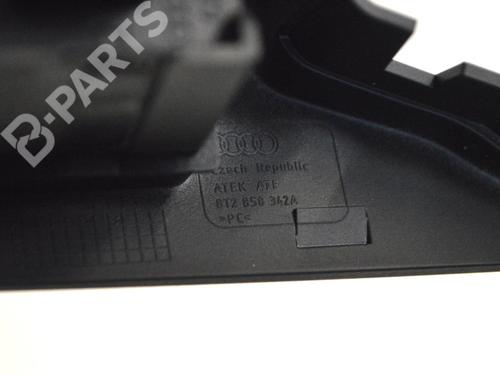 B-PARTS
Czech Republic
ATEK ATF
8T2 858 342A
>PC<